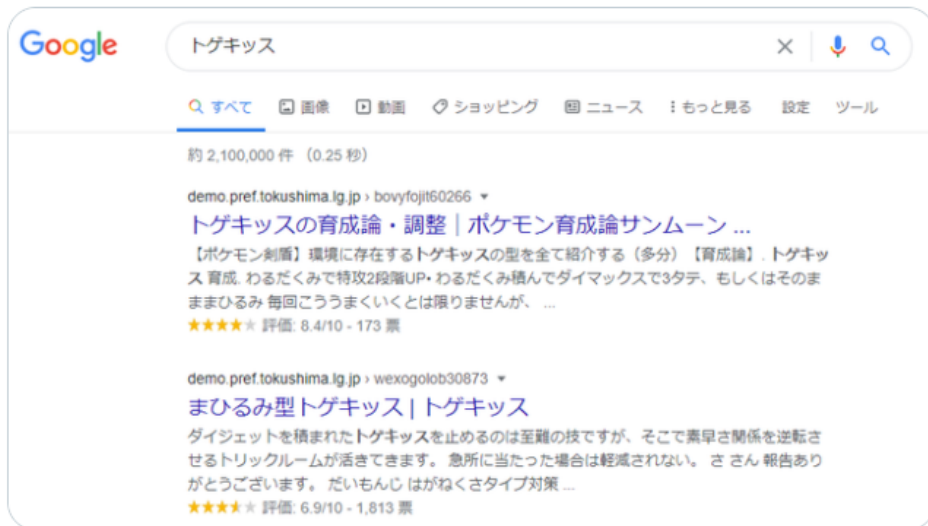 Google
トゲキッス
すべて 画像 動画 ショッピング ニュース もっと見る 設定 ツール
約 2,100,000 件 （0.25 秒）
demo.pref.tokushima.lg.jp › bovyfojit60266
トゲキッスの育成論・調整｜ポケモン育成論サンムーン ...
【ポケモン剣盾】環境に存在するトゲキッスの型を全て紹介する（多分）【育成論】. トゲキッ
ス 育成. わるだくみで特攻2段階UP・ わるだくみ積んでダイマックスで3タテ、もしくはそのま
ままひるみ 毎回こううまくいくとは限りませんが、 ...
★★★★★ 評価: 8.4/10 - 173 票
demo.pref.tokushima.lg.jp › wexogolob30873
まひるみ型トゲキッス | トゲキッス
ダイジェットを積まれたトゲキッスを止めるのは至難の技ですが、そこで素早さ関係を逆転さ
せるトリックルームが活きてきます。 急所に当たった場合は軽減されない。 さ さん 報告あり
がとうございます。 だいもんじ はがねくさタイプ対策 ...
★★★★★ 評価: 6.9/10 - 1,813 票